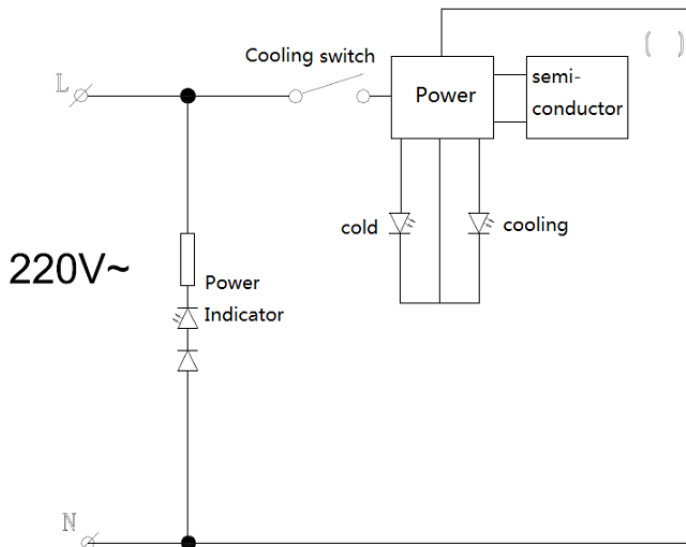 Cooling switch
L
Power
semi-
conductor
( )
cold
cooling
220V~
Power
Indicator
N